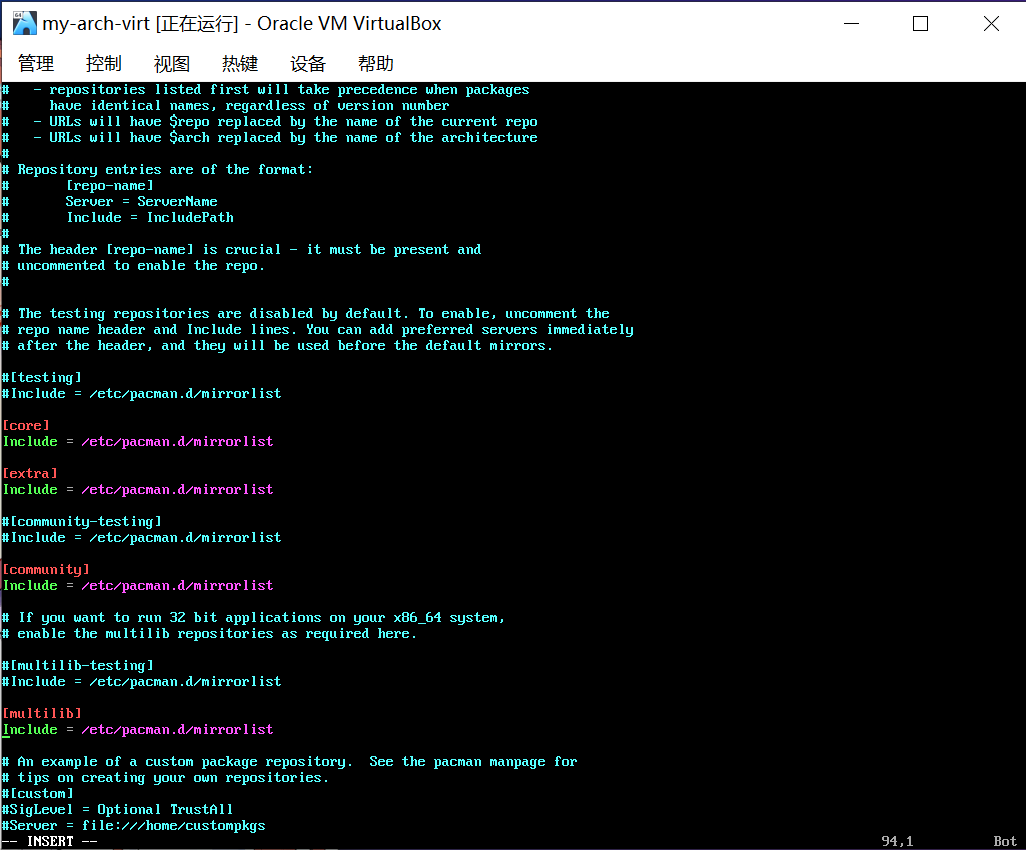 64
my-arch-virt [正在运行] - Oracle VM VirtualBox
管理 控制 视图 热键 设备 帮助
#   - repositories listed first will take precedence when packages
#     have identical names, regardless of version number
#   - URLs will have $repo replaced by the name of the current repo
#   - URLs will have $arch replaced by the name of the architecture
#
# Repository entries are of the format:
#       [repo-name]
#       Server = ServerName
#       Include = IncludePath
#
# The header [repo-name] is crucial - it must be present and
# uncommented to enable the repo.
#
# The testing repositories are disabled by default. To enable, uncomment the
# repo name header and Include lines. You can add preferred servers immediately
# after the header, and they will be used before the default mirrors.
#[testing]
#Include = /etc/pacman.d/mirrorlist
[core]
Include = /etc/pacman.d/mirrorlist
[extra]
Include = /etc/pacman.d/mirrorlist
#[community-testing]
#Include = /etc/pacman.d/mirrorlist
[community]
Include = /etc/pacman.d/mirrorlist
# If you want to run 32 bit applications on your x86_64 system,
# enable the multilib repositories as required here.
#[multilib-testing]
#Include = /etc/pacman.d/mirrorlist
[multilib]
Include = /etc/pacman.d/mirrorlist
# An example of a custom package repository.  See the pacman manpage for
# tips on creating your own repositories.
#[custom]
#SigLevel = Optional TrustAll
#Server = file:///home/custompkgs
-- INSERT -- 94,1 Bot